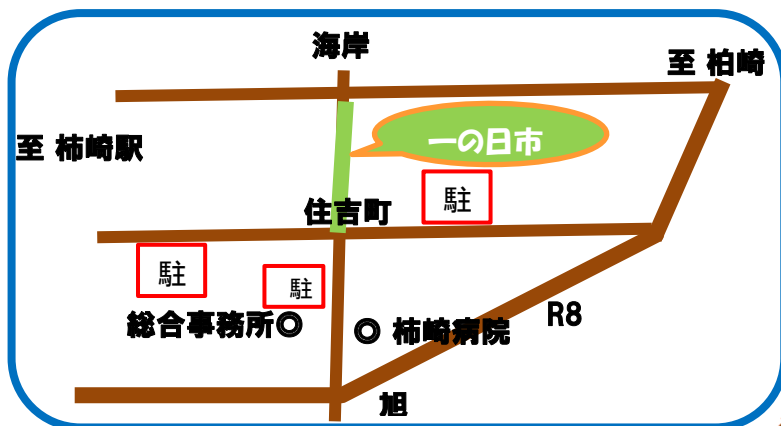 海岸
至 柏崎
一の日市
至 柿崎駅
駐
住吉町
駐
駐
総合事務所◎
◎ 柿崎病院
R8
旭